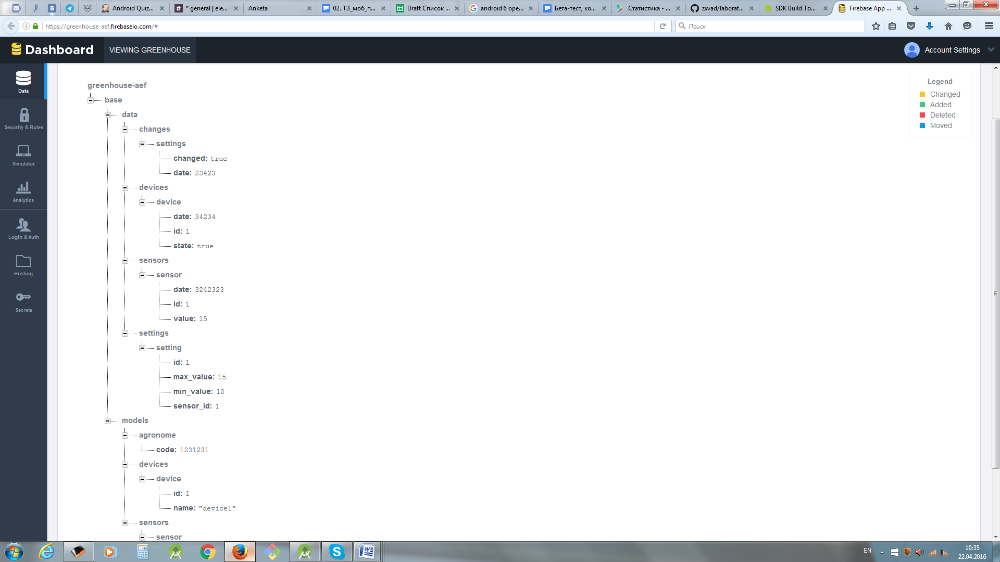 Android Quiz...
* general | ele...
Anketa
02. ТЗ_моб_п...
Draft Список ...
android 6 ope...
Бета-тест, ко...
Статистика - ...
zxvad/laborat...
SDK Build To...
Firebase App ...
https://greenhouse-aef.firebaseio.com/#
Поиск
Dashboard
VIEWING GREENHOUSE
Account Settings
Data
Security & Rules
Simulator
Analytics
Login & Auth
Hosting
Secrets
greenhouse-aef
base
data
changes
settings
changed: true
date: 23423
devices
device
date: 34234
id: 1
state: true
sensors
sensor
date: 3242323
id: 1
value: 15
settings
setting
id: 1
max_value: 15
min_value: 10
sensor_id: 1
models
agronome
code: 1231231
devices
device
id: 1
name: "device1"
sensors
sensor
Legend
Changed
Added
Deleted
Moved
EN
10:35
22.04.2016